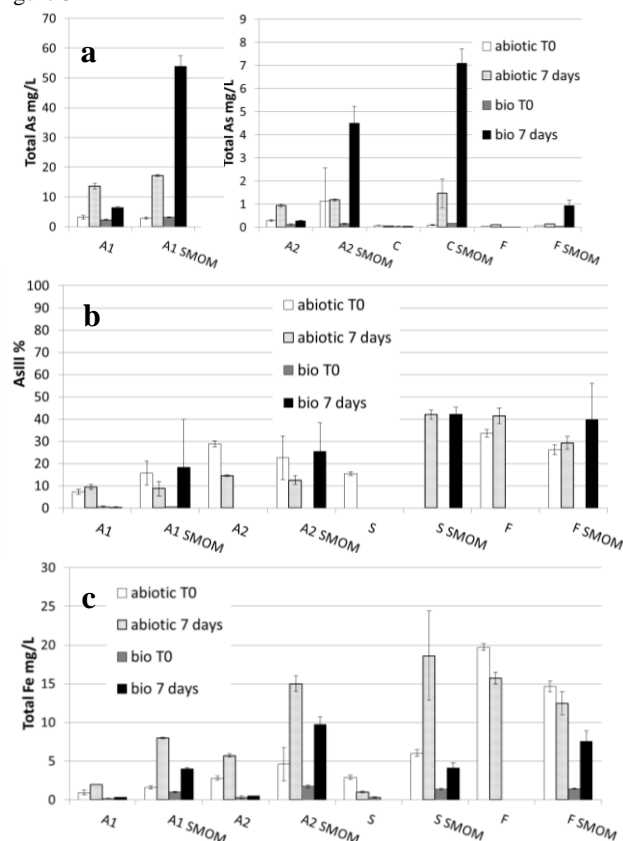 a
Total As mg/L
70
60
50
40
30
20
10
0
A1
A1 SMOM
Total As mg/L
9
8
7
6
5
4
3
2
1
0
abiotic T0
abiotic 7 days
bio T0
bio 7 days
A2
A2 SMOM
C
C SMOM
F
F SMOM
b
AsIII %
100
90
80
70
60
50
40
30
20
10
0
abiotic T0
abiotic 7 days
bio T0
bio 7 days
A1
A1 SMOM
A2
A2 SMOM
S
S SMOM
F
F SMOM
c
Total Fe mg/L
30
25
20
15
10
5
0
abiotic T0
abiotic 7 days
bio T0
bio 7 days
A1
A1 SMOM
A2
A2 SMOM
S
S SMOM
F
F SMOM